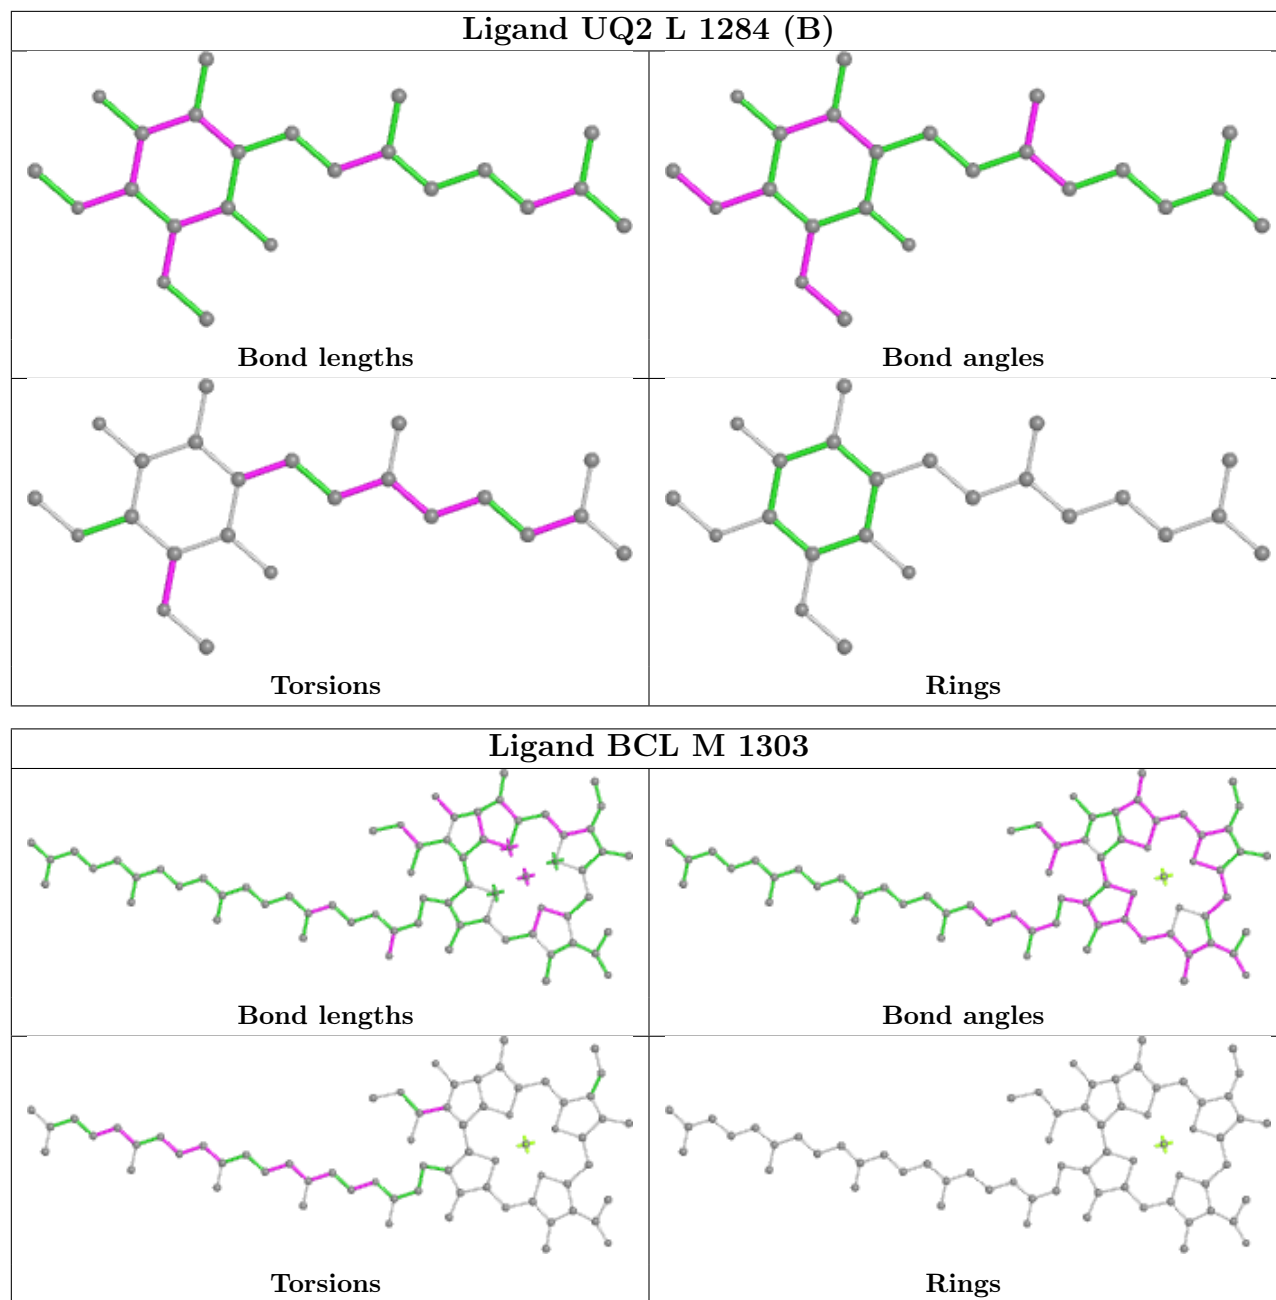 Ligand UQ2 L 1284 (B)
Bond lengths
Bond angles
Torsions
Rings
Ligand BCL M 1303
Bond lengths
Bond angles
Torsions
Rings